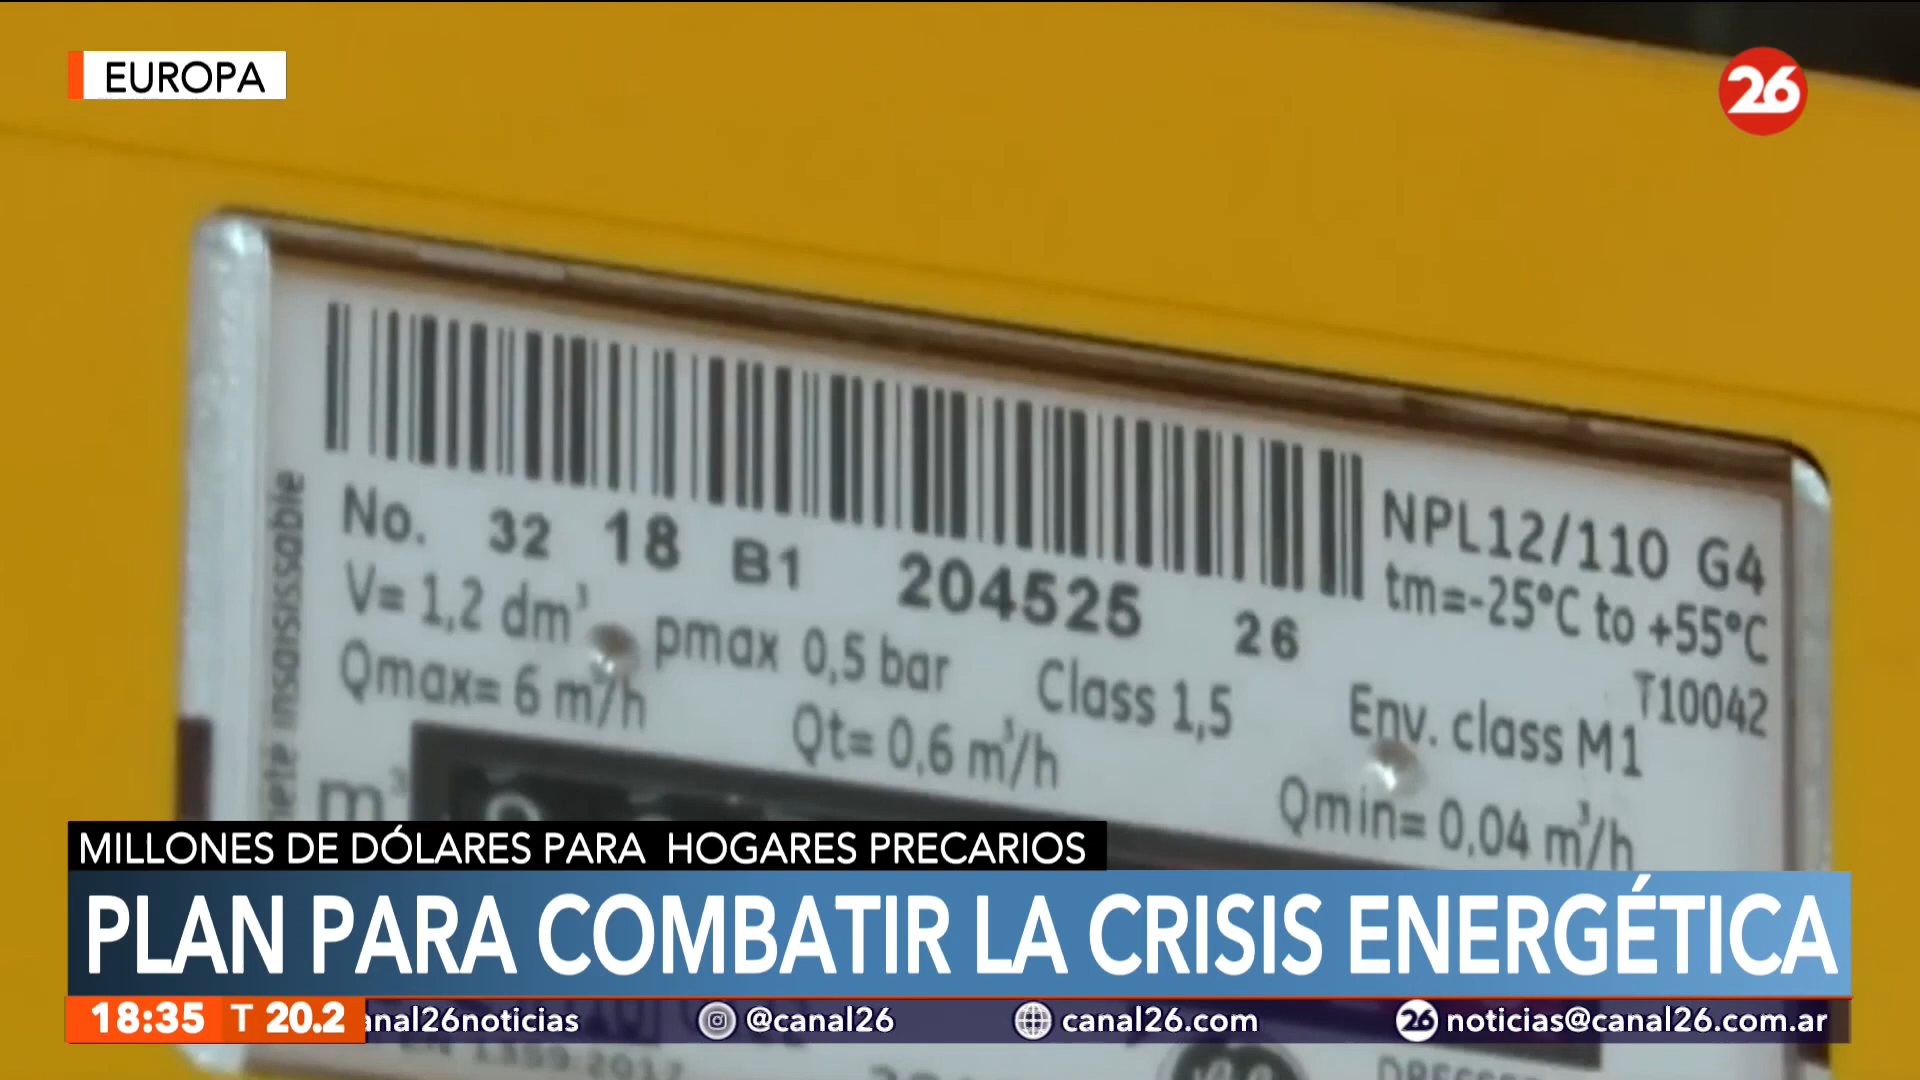 EUROPA
26
No. 32 18 B1 204525 26
NPL12/110 G4
tm=-25°C to +55°C
T10042
V= 1,2 dm³ pmax 0,5 bar Class 1,5 Env. class M1
Qmax= 6 m³/h Qt= 0,6 m³/h Qmin= 0,04 m³/h
m³
MILLONES DE DÓLARES PARA HOGARES PRECARIOS
PLAN PARA COMBATIR LA CRISIS ENERGÉTICA
18:35 T 20.2 anal26noticias @canal26 canal26.com 26 noticias@canal26.com.ar